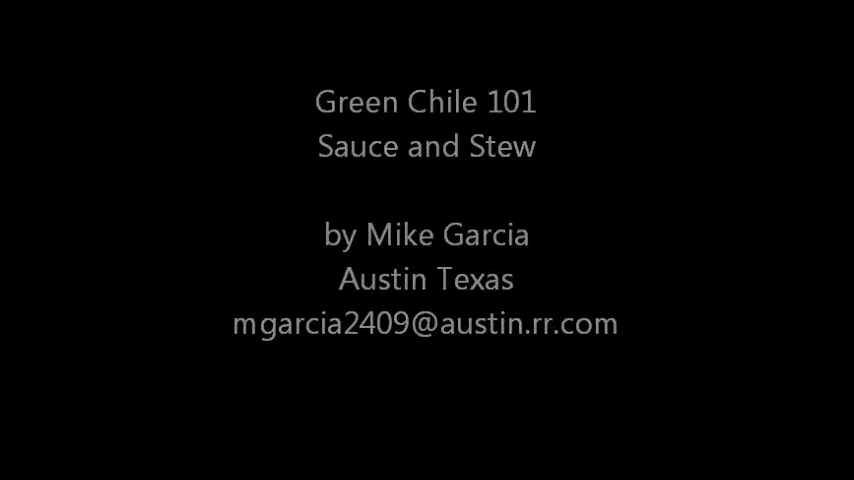 Green Chile 101
Sauce and Stew
by Mike Garcia
Austin Texas
mgarcia2409@austin.rr.com